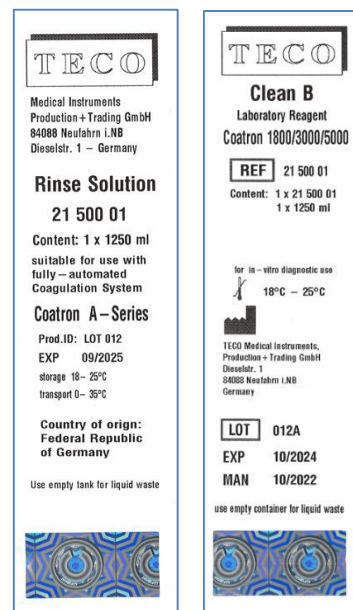 TECO
Medical Instruments
Production+Trading GmbH
84088 Neufahrn i.NB
Dieselstr. 1 – Germany
Rinse Solution
21 500 01
Content: 1 x 1250 ml
suitable for use with
fully–automated
Coagulation System
Coatron A–Series
Prod.ID: LOT 012
EXP 09/2025
storage 18– 25°C
transport 0– 35°C
Country of orign:
Federal Republic
of Germany
Use empty tank for liquid waste
TECO
Clean B
Laboratory Reagent
Coatron 1800/3000/5000
REF 21 500 01
Content: 1 x 21 500 01
1 x 1250 ml
for in–vitro diagnostic use
18°C – 25°C
TECO Medical Instruments,
Production+Trading GmbH
Dieselstr. 1
84088 Neufahrn i.NB
Germany
LOT 012A
EXP 10/2024
MAN 10/2022
use empty container for liquid waste